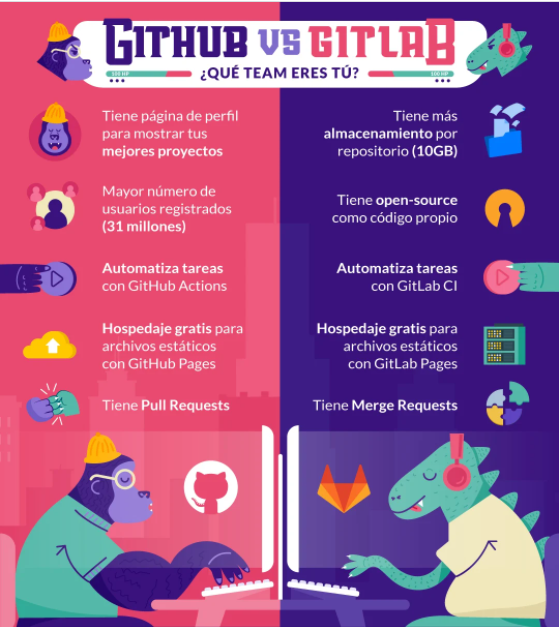 GITHUB VS GITLAB
¿QUÉ TEAM ERES TÚ?
100 HP
100 HP
Tiene página de perfil
para mostrar tus
mejores proyectos
Mayor número de
usuarios registrados
(31 millones)
Automatiza tareas
con GitHub Actions
Hospedaje gratis para
archivos estáticos
con GitHub Pages
Tiene Pull Requests
Tiene más
almacenamiento por
repositorio (10GB)
Tiene open-source
como código propio
Automatiza tareas
con GitLab CI
Hospedaje gratis para
archivos estáticos
con GitLab Pages
Tiene Merge Requests